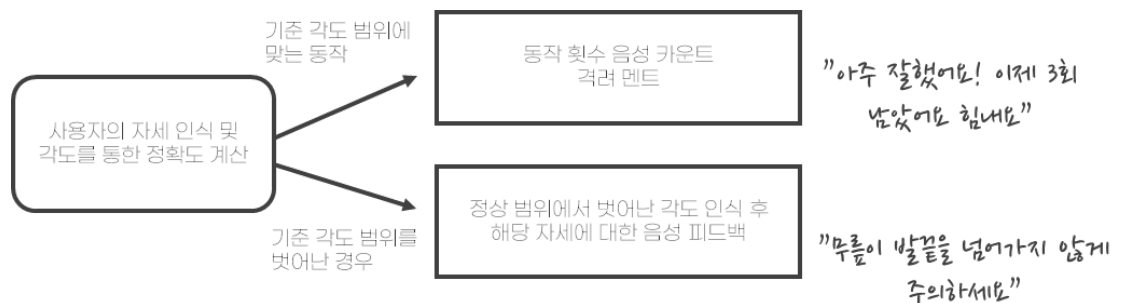 기준 각도 범위에
맞는 동작
동작 횟수 음성 카운트
격려 멘트
"아주 잘했어요! 이제 3회
남았어요 힘내요"
사용자의 자세 인식 및
각도를 통한 정확도 계산
정상 범위에서 벗어난 각도 인식 후
해당 자세에 대한 음성 피드백
기준 각도 범위를
벗어난 경우
"무릎이 발끝을 넘어가지 않게
주의하세요"